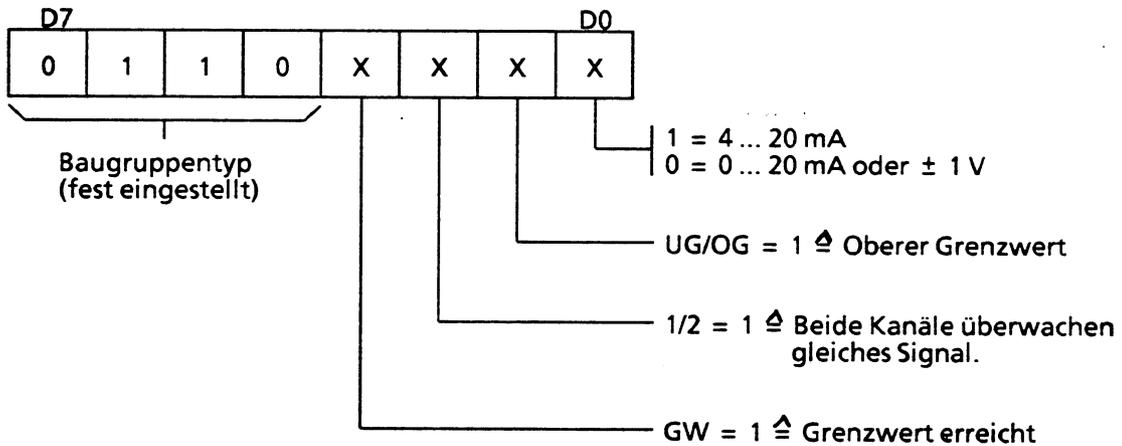 D7 D0
0 1 1 0 X X X X
1 = 4 ... 20 mA
0 = 0 ... 20 mA oder ± 1 V
Baugruppentyp
(fest eingestellt)
UG/OG = 1 ≙ Oberer Grenzwert
1/2 = 1 ≙ Beide Kanäle überwachen
gleiches Signal.
GW = 1 ≙ Grenzwert erreicht